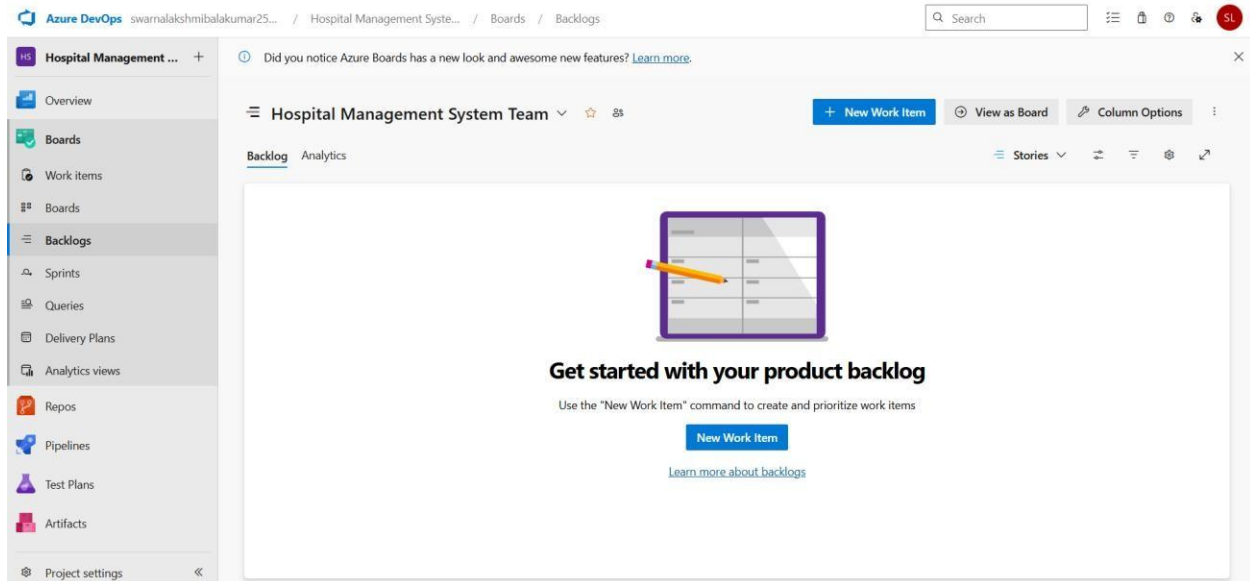 Azure DevOps swarnalakshmibalakumar25... / Hospital Management Syste... / Boards / Backlogs
Search
SL
HS Hospital Management ... +
Did you notice Azure Boards has a new look and awesome new features? Learn more.
Overview
Boards
Work items
Boards
Backlogs
Sprints
Queries
Delivery Plans
Analytics views
Repos
Pipelines
Test Plans
Artifacts
Project settings
Hospital Management System Team
+ New Work Item
View as Board
Column Options
Backlog Analytics
Stories
Get started with your product backlog
Use the "New Work Item" command to create and prioritize work items
New Work Item
Learn more about backlogs